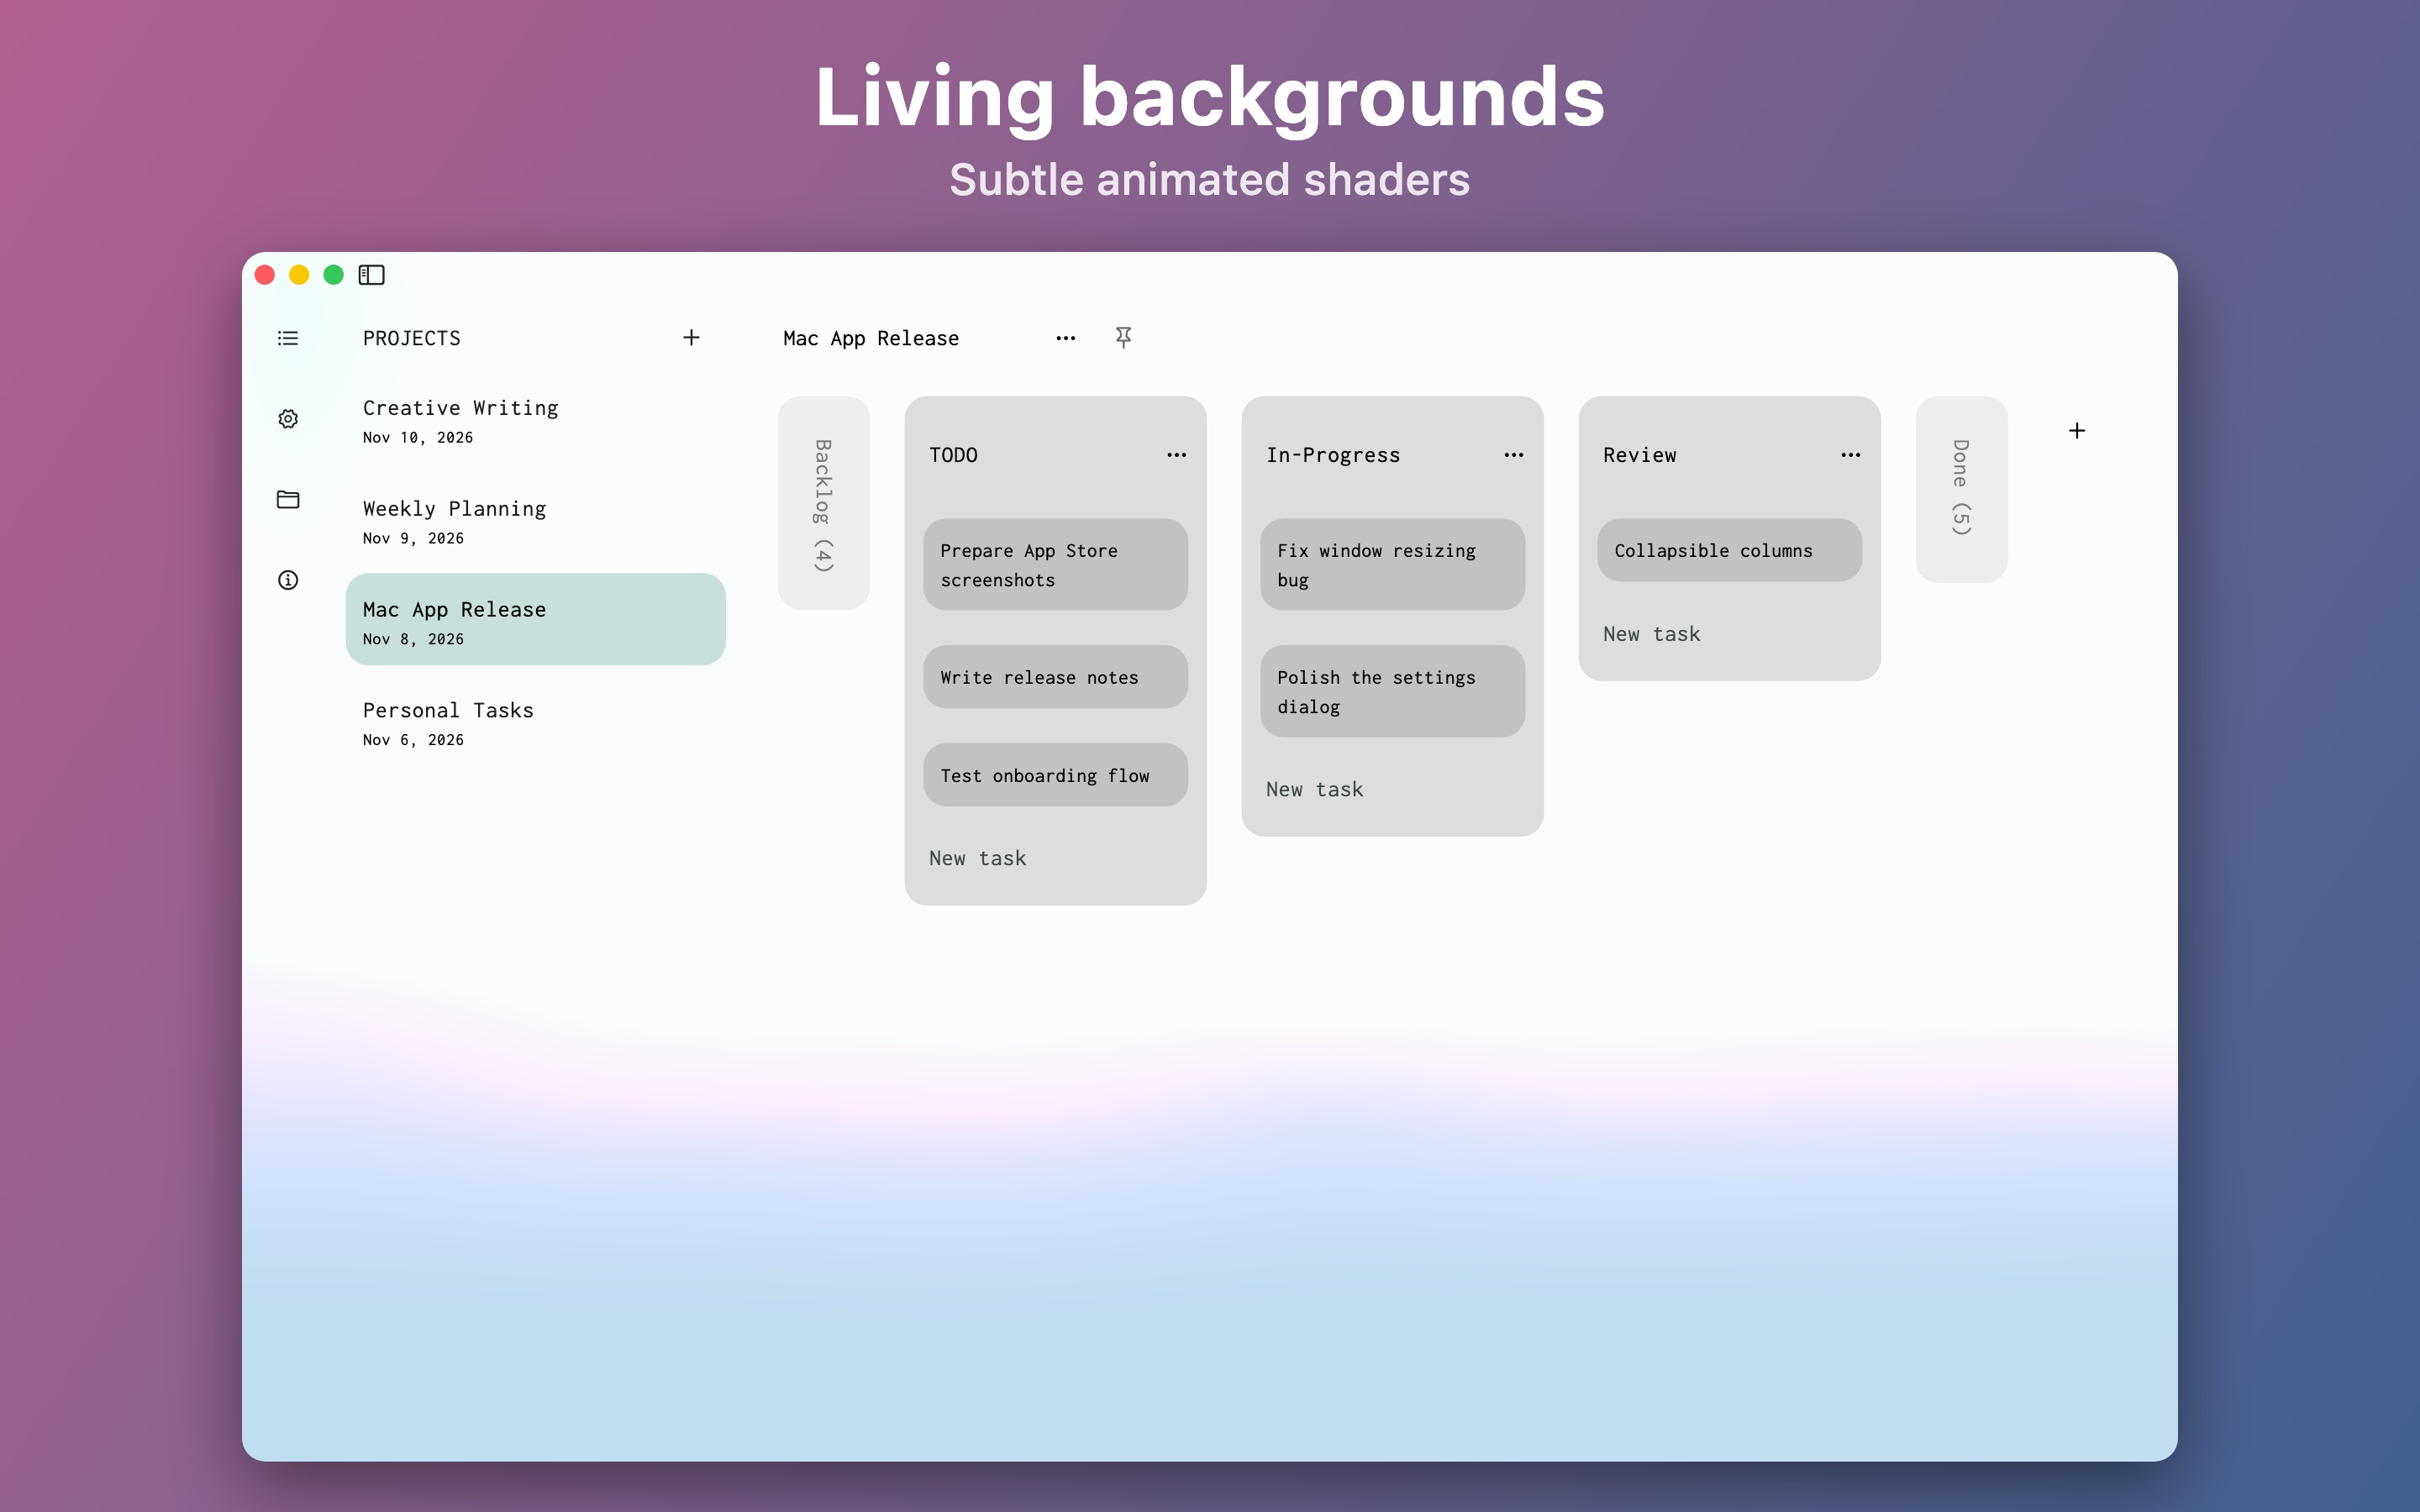 Living backgrounds
Subtle animated shaders
PROJECTS
Creative Writing
Nov 10, 2026
Weekly Planning
Nov 9, 2026
Mac App Release
Nov 8, 2026
Personal Tasks
Nov 6, 2026
Mac App Release
Backlog (4)
TODO
Prepare App Store
screenshots
Write release notes
Test onboarding flow
New task
In-Progress
Fix window resizing
bug
Polish the settings
dialog
New task
Review
Collapsible columns
New task
Done (5)